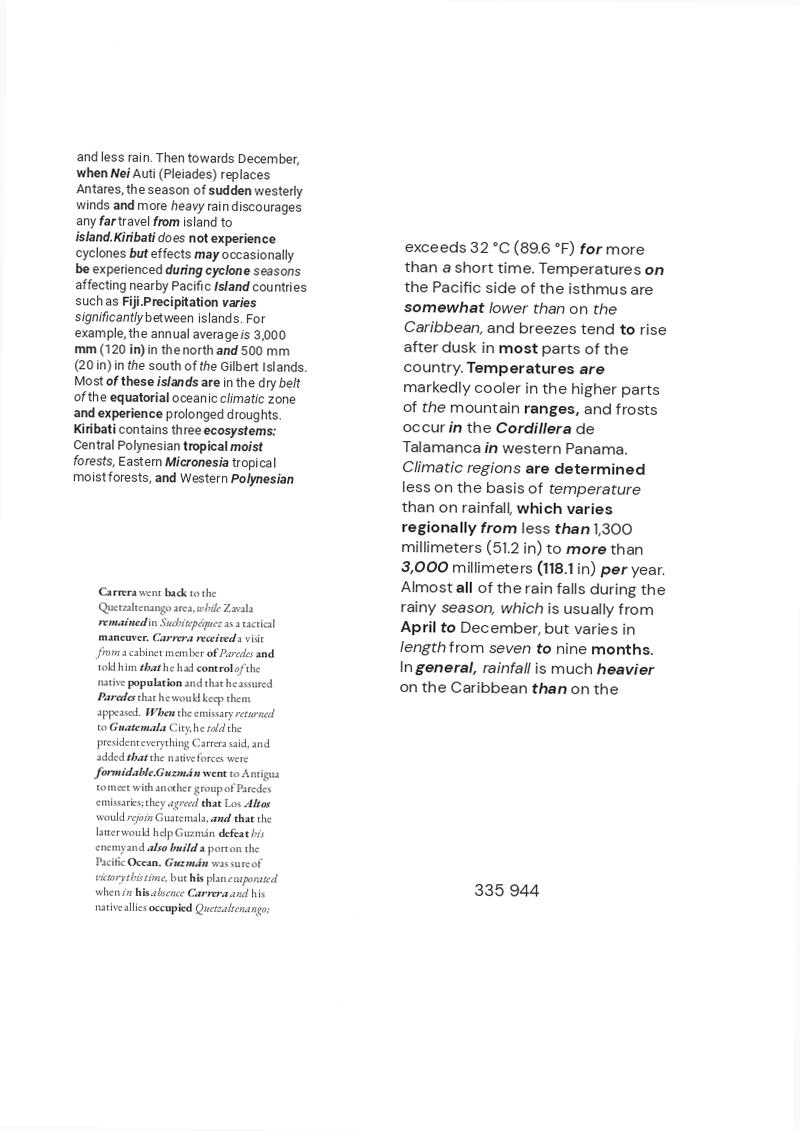 and less rain. Then towards December,
when Nei Auti (Pleiades) replaces
Antares, the season of sudden westerly
winds and more heavy rain discourages
any far travel from island to
island.Kiribati does not experience
cyclones but effects may occasionally
be experienced during cyclone seasons
affecting nearby Pacific Island countries
such as Fiji.Precipitation varies
significantly between islands. For
example, the annual average is 3,000
mm (120 in) in the north and 500 mm
(20 in) in the south of the Gilbert Islands.
Most of these islands are in the dry belt
of the equatorial oceanic climatic zone
and experience prolonged droughts.
Kiribati contains three ecosystems:
Central Polynesian tropical moist
forests, Eastern Micronesia tropical
moist forests, and Western Polynesian
Carrera went back to the
Quetzaltenango area, while Zavala
remained in Suchitepéquez as a tactical
maneuver. Carrera received a visit
from a cabinet member of Paredes and
told him that he had control of the
native population and that he assured
Paredes that he would keep them
appeased. When the emissary returned
to Guatemala City, he told the
president everything Carrera said, and
added that the native forces were
formidable.Guzmán went to Antigua
to meet with another group of Paredes
emissaries; they agreed that Los Altos
would rejoin Guatemala, and that the
latter would help Guzmán defeat his
enemy and also build a port on the
Pacific Ocean. Guzmán was sure of
victory this time, but his plan evaporated
when in his absence Carrera and his
native allies occupied Quetzaltenango;
exceeds 32 °C (89.6 °F) for more
than a short time. Temperatures on
the Pacific side of the isthmus are
somewhat lower than on the
Caribbean, and breezes tend to rise
after dusk in most parts of the
country. Temperatures are
markedly cooler in the higher parts
of the mountain ranges, and frosts
occur in the Cordillera de
Talamanca in western Panama.
Climatic regions are determined
less on the basis of temperature
than on rainfall, which varies
regionally from less than 1,300
millimeters (51.2 in) to more than
3,000 millimeters (118.1 in) per year.
Almost all of the rain falls during the
rainy season, which is usually from
April to December, but varies in
length from seven to nine months.
In general, rainfall is much heavier
on the Caribbean than on the
335 944